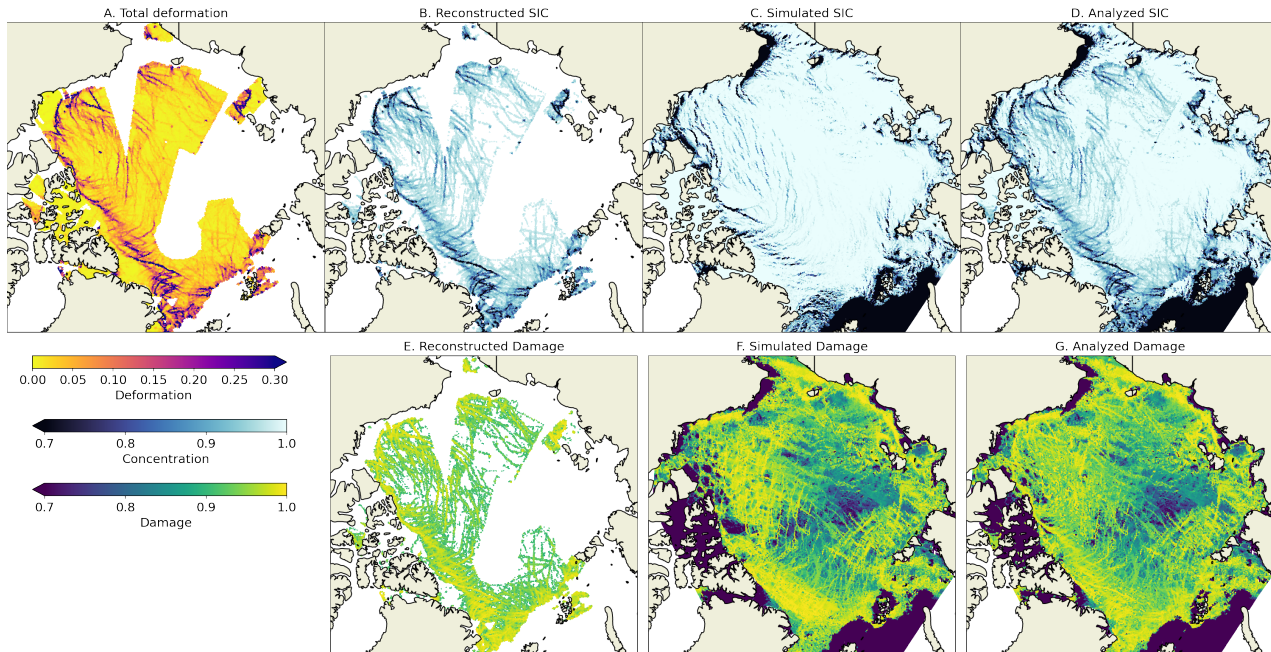 A. Total deformation
B. Reconstructed SIC
C. Simulated SIC
D. Analyzed SIC
0.00 0.05 0.10 0.15 0.20 0.25 0.30
Deformation
0.7 0.8 0.9 1.0
Concentration
0.7 0.8 0.9 1.0
Damage
E. Reconstructed Damage
F. Simulated Damage
G. Analyzed Damage